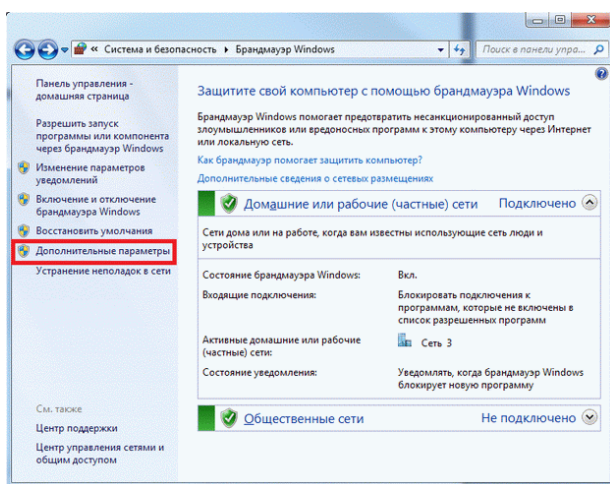 « Система и безопасность ▸ Брандмауэр Windows
Поиск в панели упра...
Панель управления -
домашняя страница
Разрешить запуск
программы или компонента
через брандмауэр Windows
Изменение параметров
уведомлений
Включение и отключение
брандмауэра Windows
Восстановить умолчания
Дополнительные параметры
Устранение неполадок в сети
См. также
Центр поддержки
Центр управления сетями и
общим доступом
Защитите свой компьютер с помощью брандмауэра Windows
Брандмауэр Windows помогает предотвратить несанкционированный доступ
злоумышленников или вредоносных программ к этому компьютеру через Интернет
или локальную сеть.
Как брандмауэр помогает защитить компьютер?
Дополнительные сведения о сетевых размещениях
Домашние или рабочие (частные) сети Подключено
Сети дома или на работе, когда вам известны использующие сеть люди и
устройства
Состояние брандмауэра Windows: Вкл.
Входящие подключения: Блокировать подключения к
программам, которые не включены в
список разрешенных программ
Активные домашние или рабочие Сеть 3
(частные) сети:
Состояние уведомления: Уведомлять, когда брандмауэр Windows
блокирует новую программу
Общественные сети Не подключено